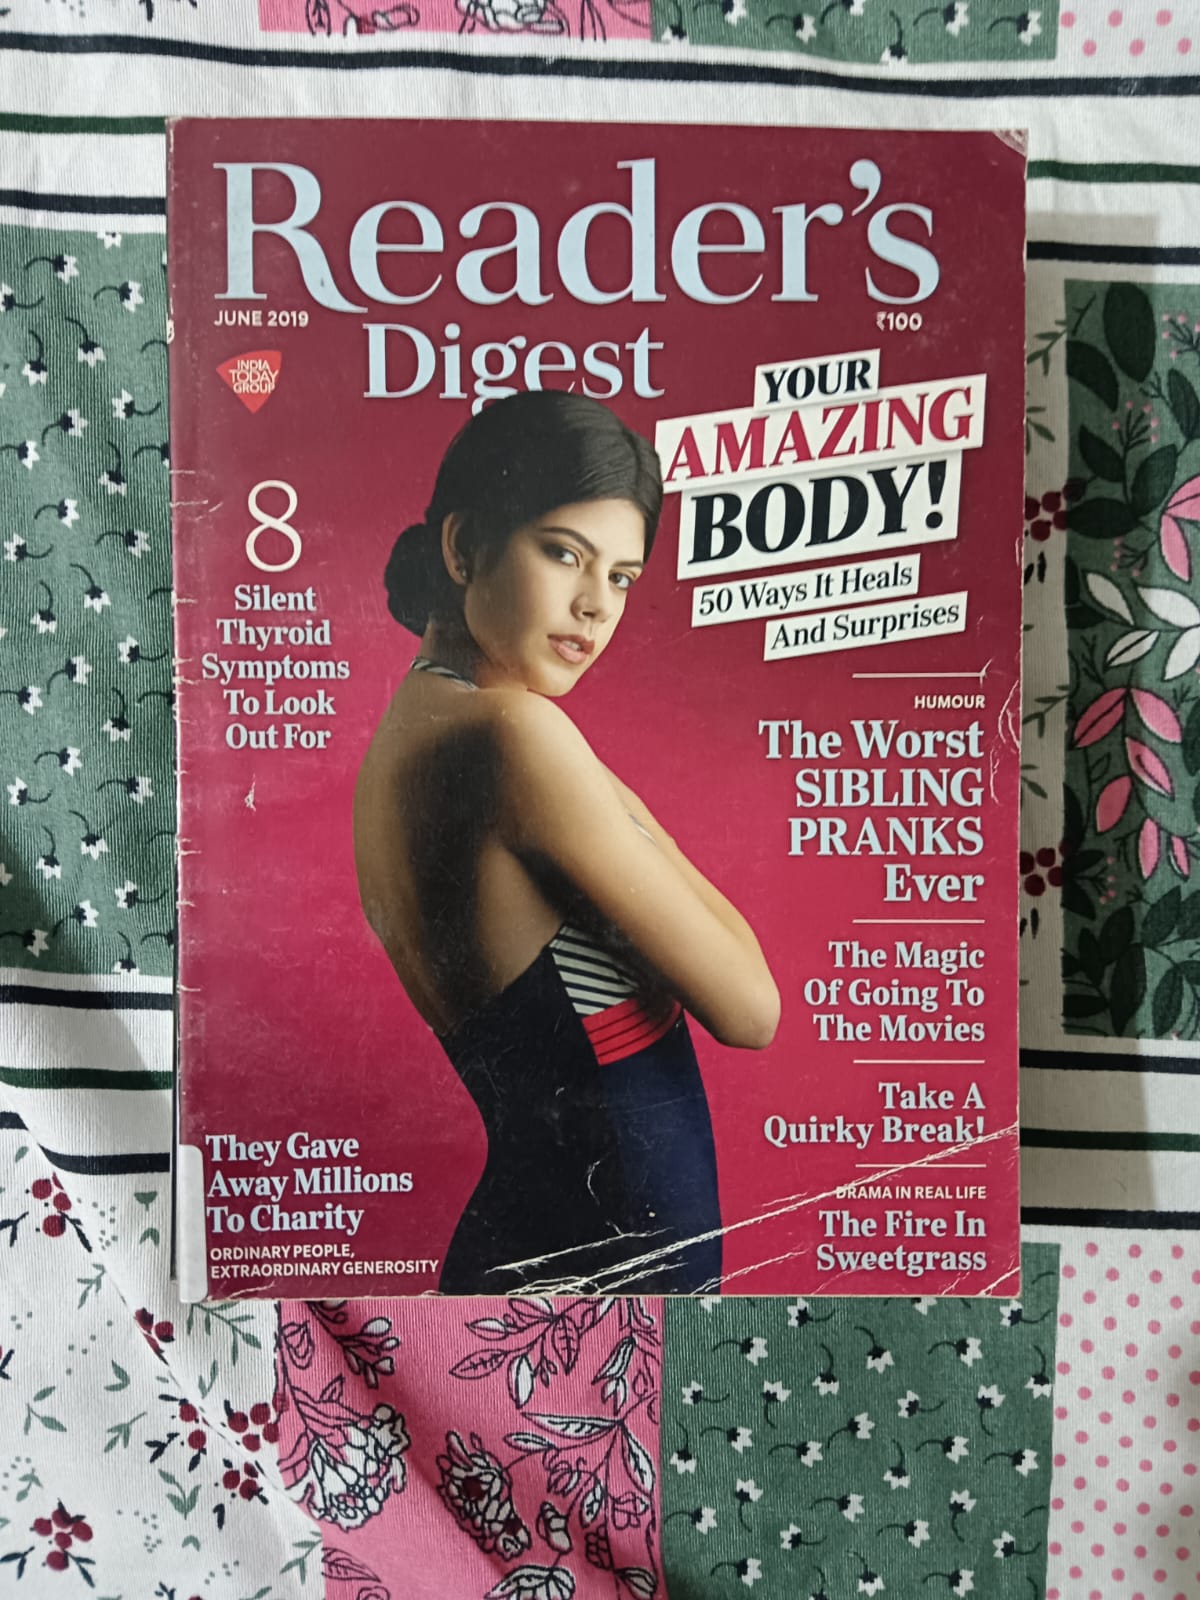 Reader's
Digest
JUNE 2019
₹100
INDIA
TODAY
GROUP
YOUR
AMAZING
BODY!
50 Ways It Heals
And Surprises
8
Silent
Thyroid
Symptoms
To Look
Out For
HUMOUR
The Worst
SIBLING
PRANKS
Ever
The Magic
Of Going To
The Movies
Take A
Quirky Break!
DRAMA IN REAL LIFE
The Fire In
Sweetgrass
They Gave
Away Millions
To Charity
ORDINARY PEOPLE,
EXTRAORDINARY GENEROSITY